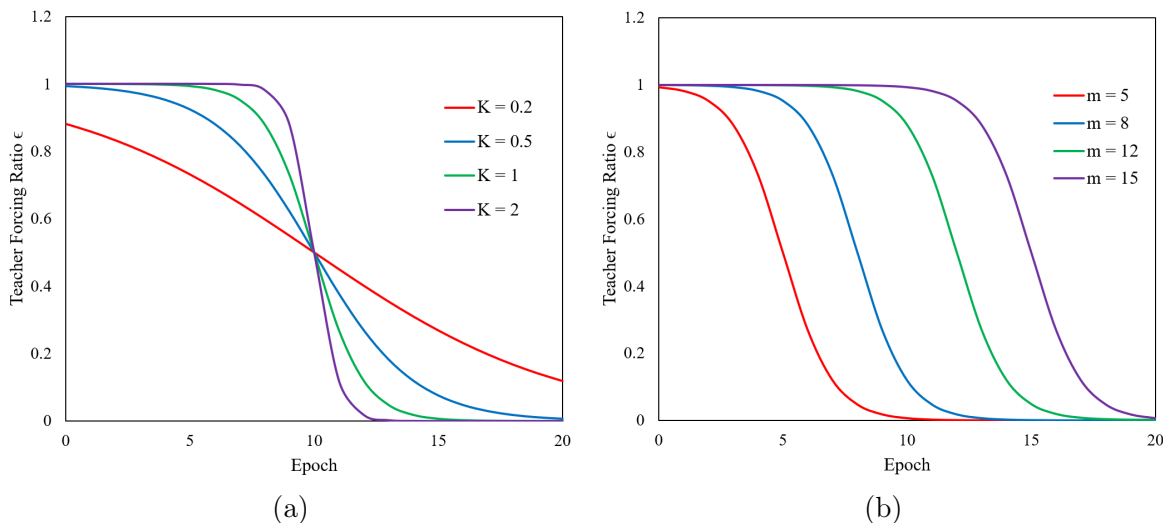 1.2
1
0.8
0.6
0.4
0.2
0
0 5 10 15 20
Teacher Forcing Ratio ϵ
Epoch
K = 0.2
K = 0.5
K = 1
K = 2
(a)
1.2
1
0.8
0.6
0.4
0.2
0
0 5 10 15 20
Teacher Forcing Ratio ϵ
Epoch
m = 5
m = 8
m = 12
m = 15
(b)